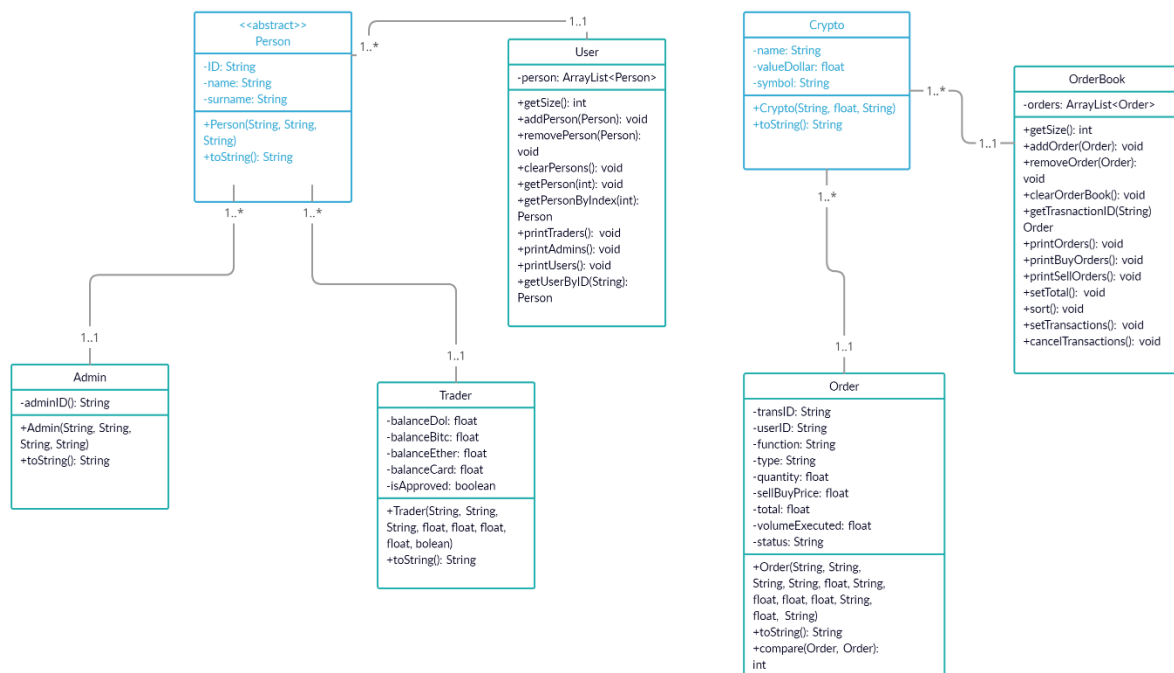 <<abstract>>
Person
-ID: String
-name: String
-surname: String
+Person(String, String,
String)
+toString(): String
1..*
1..1
User
-person: ArrayList<Person>
+getSize(): int
+addPerson(Person): void
+removePerson(Person):
void
+clearPersons(): void
+getPerson(int): void
+getPersonByIndex(int):
Person
+printTraders(): void
+printAdmins(): void
+printUsers(): void
+getUserByID(String):
Person
1..*
1..*
1..1
1..1
Admin
-adminID(): String
+Admin(String, String,
String, String)
+toString(): String
Trader
-balanceDol: float
-balanceBitc: float
-balanceEther: float
-balanceCard: float
-isApproved: boolean
+Trader(String, String,
String, float, float, float,
float, bolean)
+toString(): String
Crypto
-name: String
-valueDollar: float
-symbol: String
+Crypto(String, float, String)
+toString(): String
1..*
1..1
OrderBook
-orders: ArrayList<Order>
+getSize(): int
+addOrder(Order): void
+removeOrder(Order):
void
+clearOrderBook(): void
+getTrasnactionID(String)
Order
+printOrders(): void
+printBuyOrders(): void
+printSellOrders(): void
+setTotal(): void
+sort(): void
+setTransactions(): void
+cancelTransactions(): void
1..*
1..1
Order
-transID: String
-userID: String
-function: String
-type: String
-quantity: float
-sellBuyPrice: float
-total: float
-volumeExecuted: float
-status: String
+Order(String, String,
String, String, float, String,
float, float, float, String,
float, String)
+toString(): String
+compare(Order, Order):
int